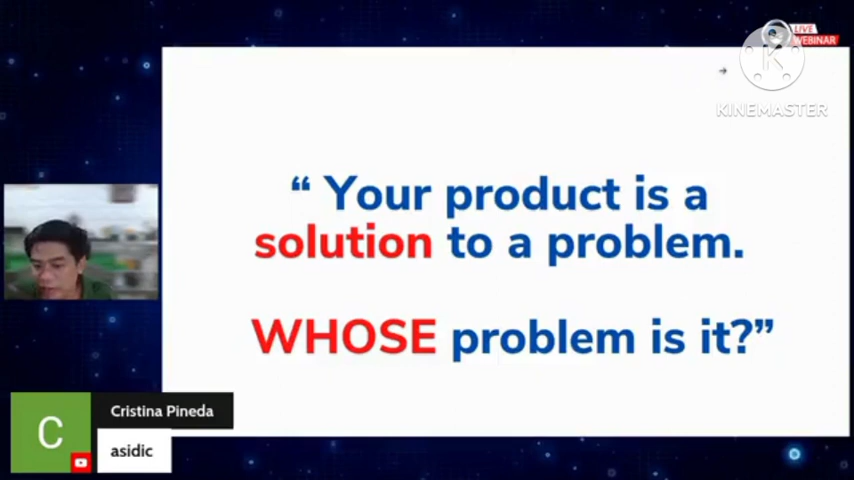 LIVE
WEBINAR
KINEMASTER
“ Your product is a
solution to a problem.
WHOSE problem is it?”
C
Cristina Pineda
asidic